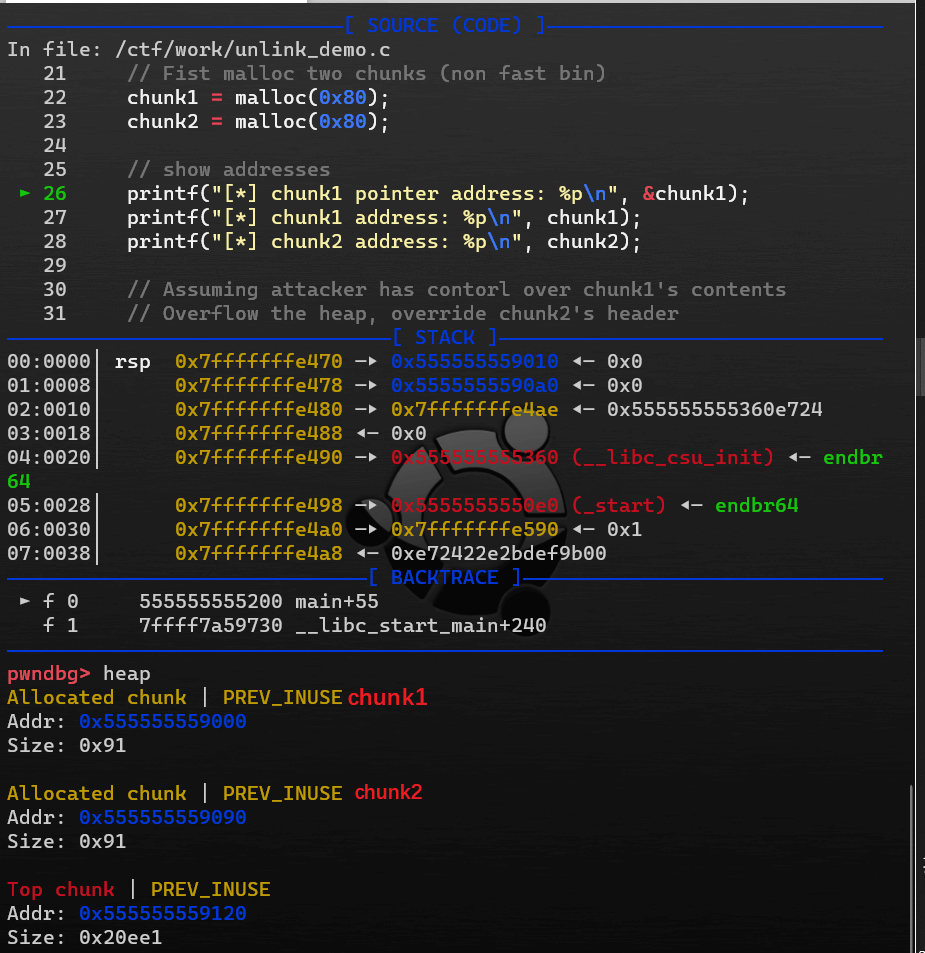 [ SOURCE (CODE) ]
In file: /ctf/work/unlink_demo.c
21 // Fist malloc two chunks (non fast bin)
22 chunk1 = malloc(0x80);
23 chunk2 = malloc(0x80);
24
25 // show addresses
► 26 printf("[*] chunk1 pointer address: %p\n", &chunk1);
27 printf("[*] chunk1 address: %p\n", chunk1);
28 printf("[*] chunk2 address: %p\n", chunk2);
29
30 // Assuming attacker has contorl over chunk1's contents
31 // Overflow the heap, override chunk2's header
[ STACK ]
00:0000│ rsp 0x7fffffffe470 —▸ 0x555555559010 ◂— 0x0
01:0008│ 0x7fffffffe478 —▸ 0x5555555590a0 ◂— 0x0
02:0010│ 0x7fffffffe480 —▸ 0x7fffffffe4ae ◂— 0x555555555360e724
03:0018│ 0x7fffffffe488 ◂— 0x0
04:0020│ 0x7fffffffe490 —▸ 0x555555555360 (__libc_csu_init) ◂— endbr
64
05:0028│ 0x7fffffffe498 —▸ 0x5555555550e0 (_start) ◂— endbr64
06:0030│ 0x7fffffffe4a0 —▸ 0x7fffffffe590 ◂— 0x1
07:0038│ 0x7fffffffe4a8 ◂— 0xe72422e2bdef9b00
[ BACKTRACE ]
► f 0 555555555200 main+55
f 1 7ffff7a59730 __libc_start_main+240
pwndbg> heap
Allocated chunk | PREV_INUSE chunk1
Addr: 0x555555559000
Size: 0x91
Allocated chunk | PREV_INUSE chunk2
Addr: 0x555555559090
Size: 0x91
Top chunk | PREV_INUSE
Addr: 0x555555559120
Size: 0x20ee1